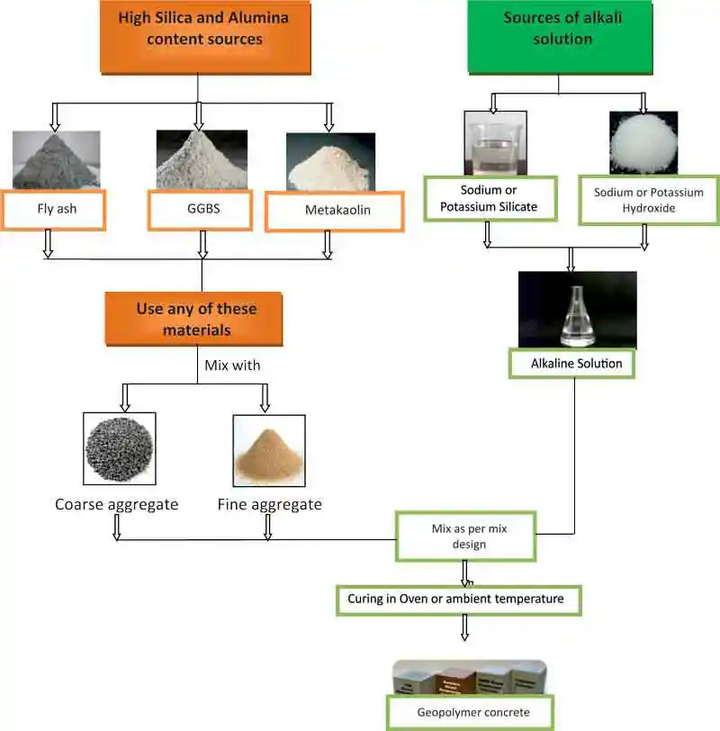 High Silica and Alumina
content sources
Sources of alkali
solution
Fly ash
GGBS
Metakaolin
Sodium or
Potassium Silicate
Sodium or Potassium
Hydroxide
Use any of these
materials
Alkaline Solution
Mix with
Coarse aggregate
Fine aggregate
Mix as per mix
design
Curing in Oven or ambient temperature
Geopolymer concrete